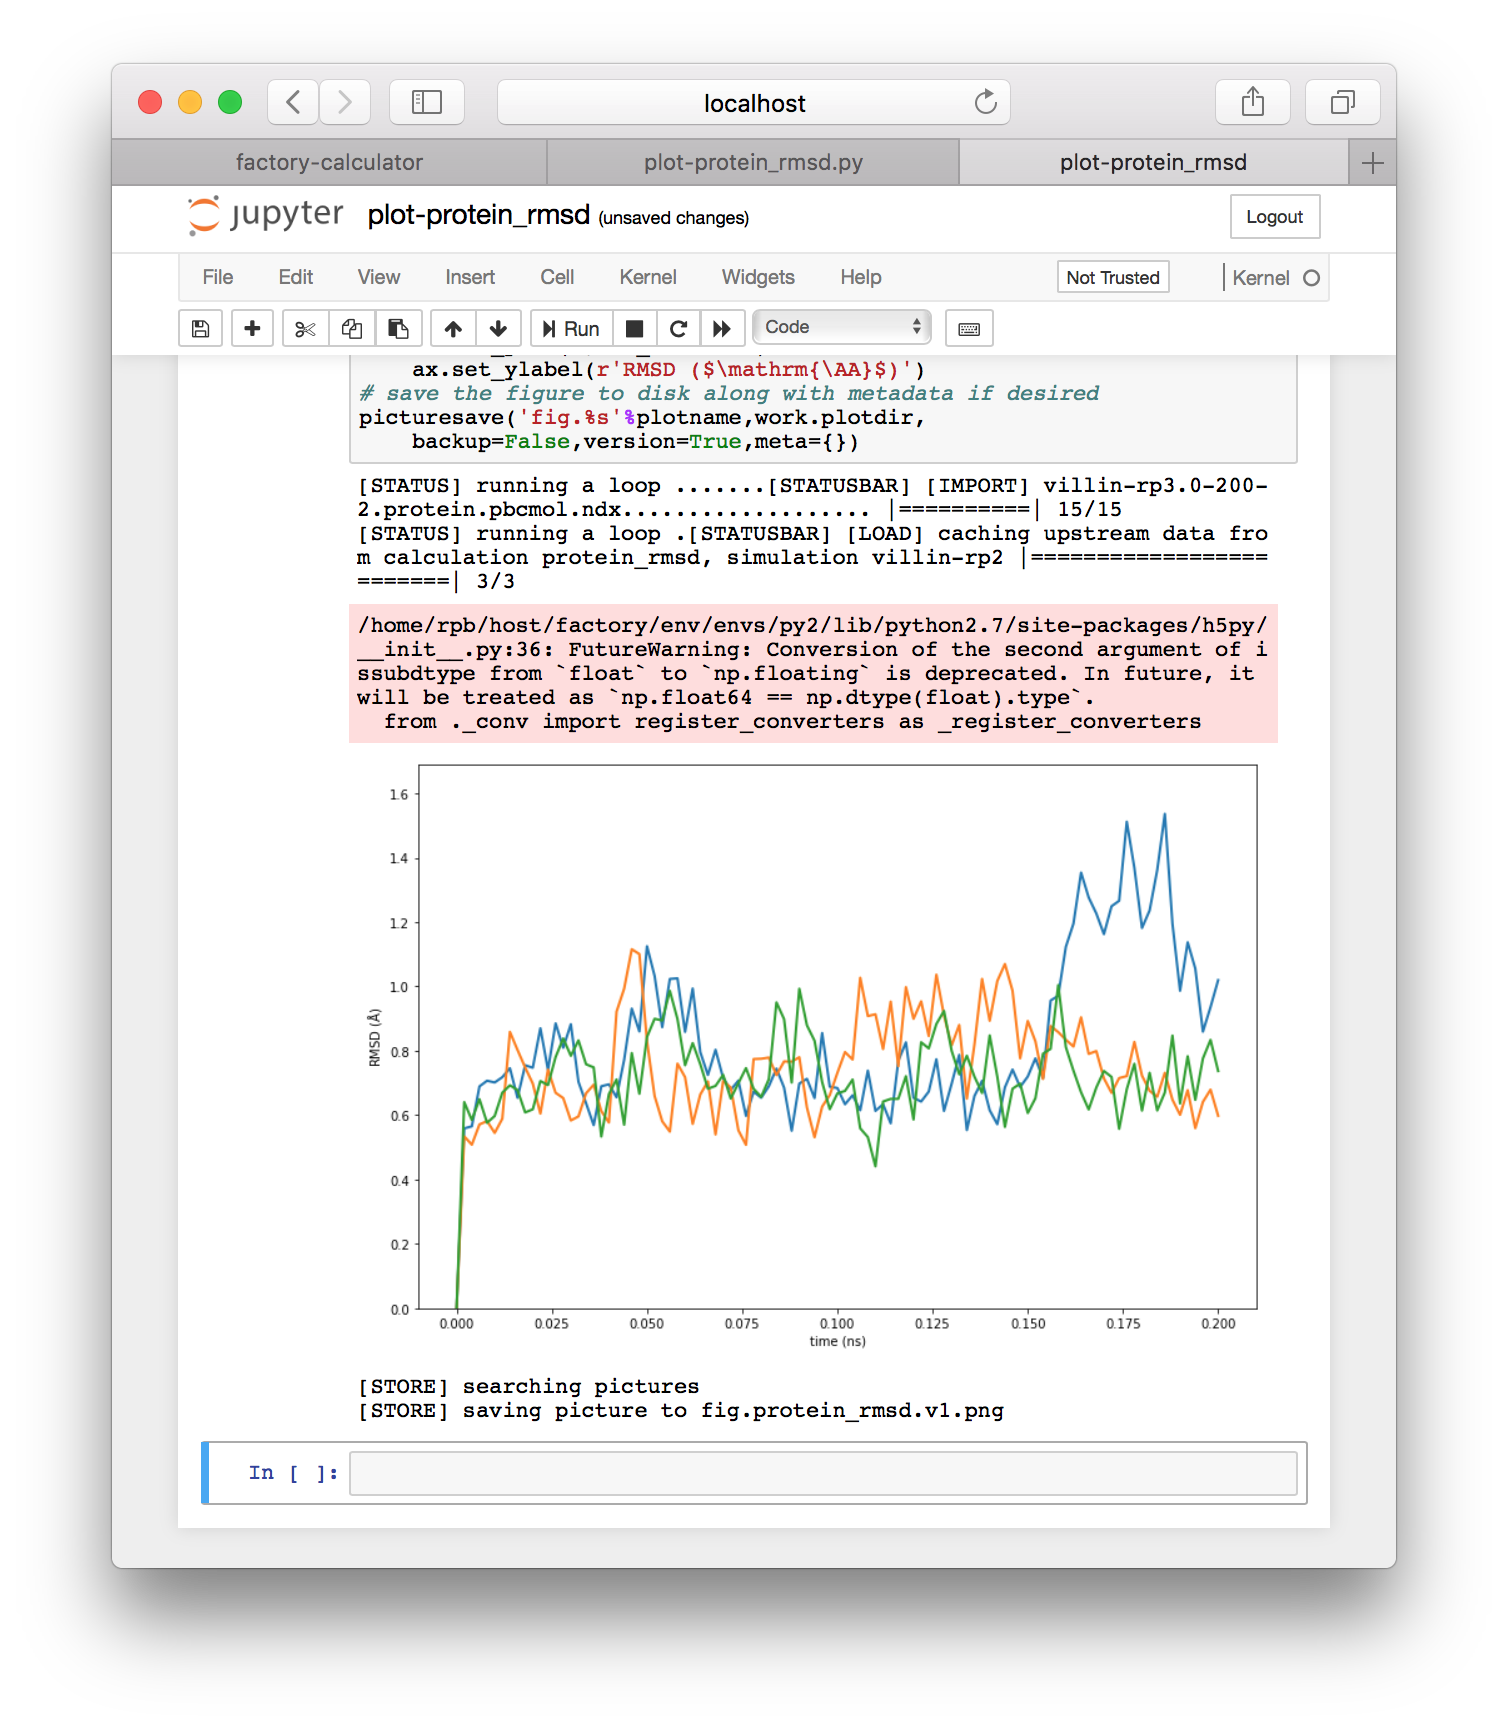 localhost
factory-calculator
plot-protein_rmsd.py
plot-protein_rmsd
jupyter plot-protein_rmsd (unsaved changes)
Logout
File Edit View Insert Cell Kernel Widgets Help
Not Trusted
Kernel
Run
Code
ax.set_ylabel(r'RMSD ($\mathrm{\AA}$)')
# save the figure to disk along with metadata if desired
picturesave('fig.%s'%plotname,work.plotdir,
backup=False,version=True,meta={})
[STATUS] running a loop .......[STATUSBAR] [IMPORT] villin-rp3.0-200-
2.protein.pbcmol.ndx................... |==========| 15/15
[STATUS] running a loop .[STATUSBAR] [LOAD] caching upstream data fro
m calculation protein_rmsd, simulation villin-rp2 |==================
=======| 3/3
/home/rpb/host/factory/env/envs/py2/lib/python2.7/site-packages/h5py/
__init__.py:36: FutureWarning: Conversion of the second argument of i
ssubdtype from `float` to `np.floating` is deprecated. In future, it
will be treated as `np.float64 == np.dtype(float).type`.
from ._conv import register_converters as _register_converters
1.6
1.4
1.2
1.0
0.8
0.6
0.4
0.2
0.0
RMSD (Å)
0.000 0.025 0.050 0.075 0.100 0.125 0.150 0.175 0.200
time (ns)
[STORE] searching pictures
[STORE] saving picture to fig.protein_rmsd.v1.png
In [ ]: